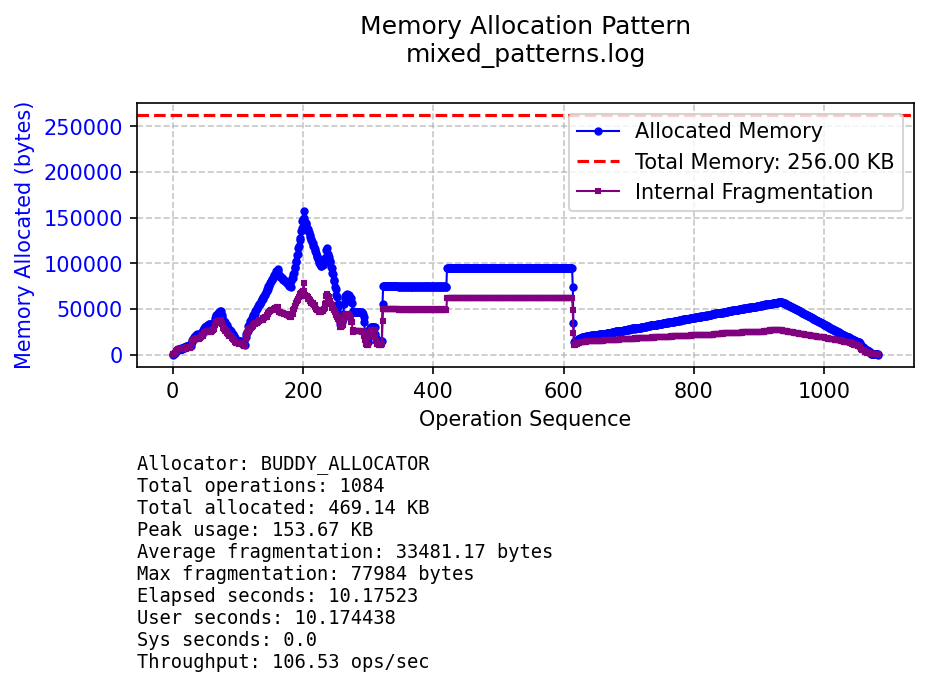 Memory Allocation Pattern
mixed_patterns.log
Memory Allocated (bytes)
250000
200000
150000
100000
50000
0
Allocated Memory
Total Memory: 256.00 KB
Internal Fragmentation
0 200 400 600 800 1000
Operation Sequence
Allocator: BUDDY_ALLOCATOR
Total operations: 1084
Total allocated: 469.14 KB
Peak usage: 153.67 KB
Average fragmentation: 33481.17 bytes
Max fragmentation: 77984 bytes
Elapsed seconds: 10.17523
User seconds: 10.174438
Sys seconds: 0.0
Throughput: 106.53 ops/sec